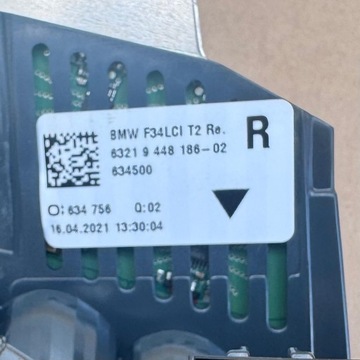 BMW F34LCI T2 Re.
R
6321 9 448 186-02
634500
O: 634 756 Q: 02
16.04.2021 13:30:04